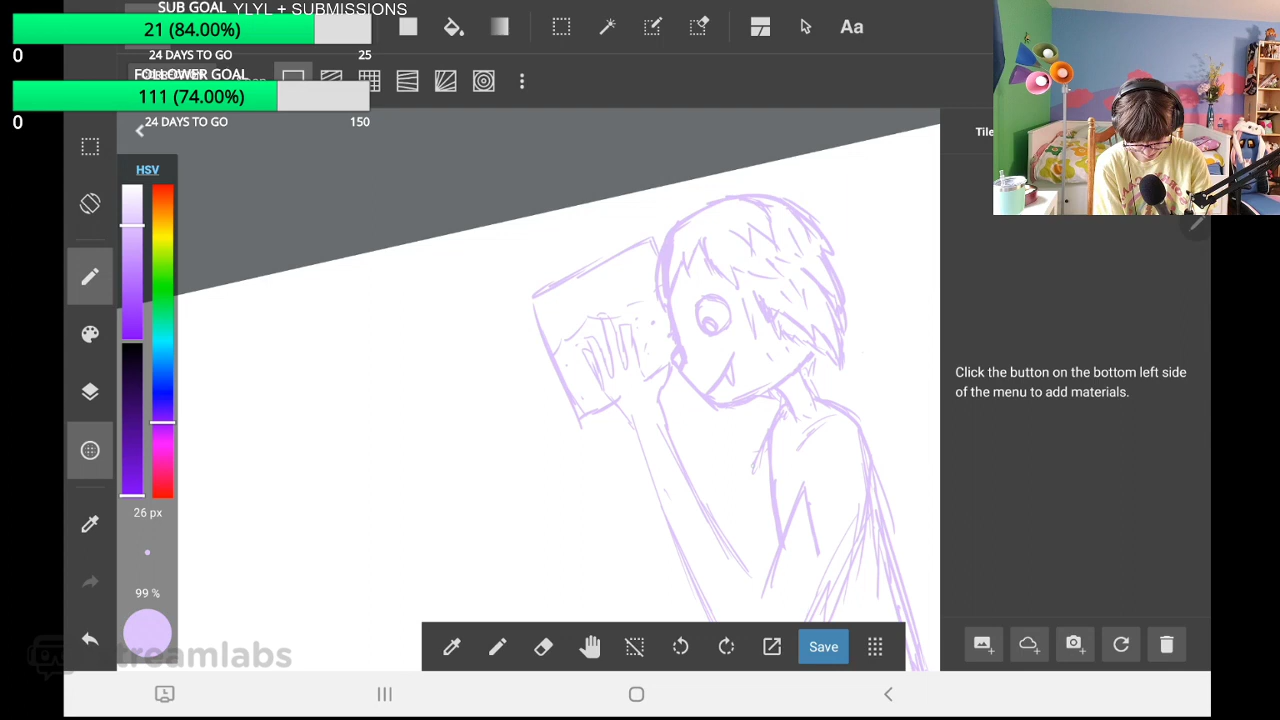 SUB GOAL
YLYL + SUBMISSIONS
21 (84.00%)
0
24 DAYS TO GO
25
FOLLOWER GOAL
111 (74.00%)
0
24 DAYS TO GO
150
Aa
HSV
26 px
99 %
Click the button on the bottom left side
of the menu to add materials.
Tile
Save
streamlabs